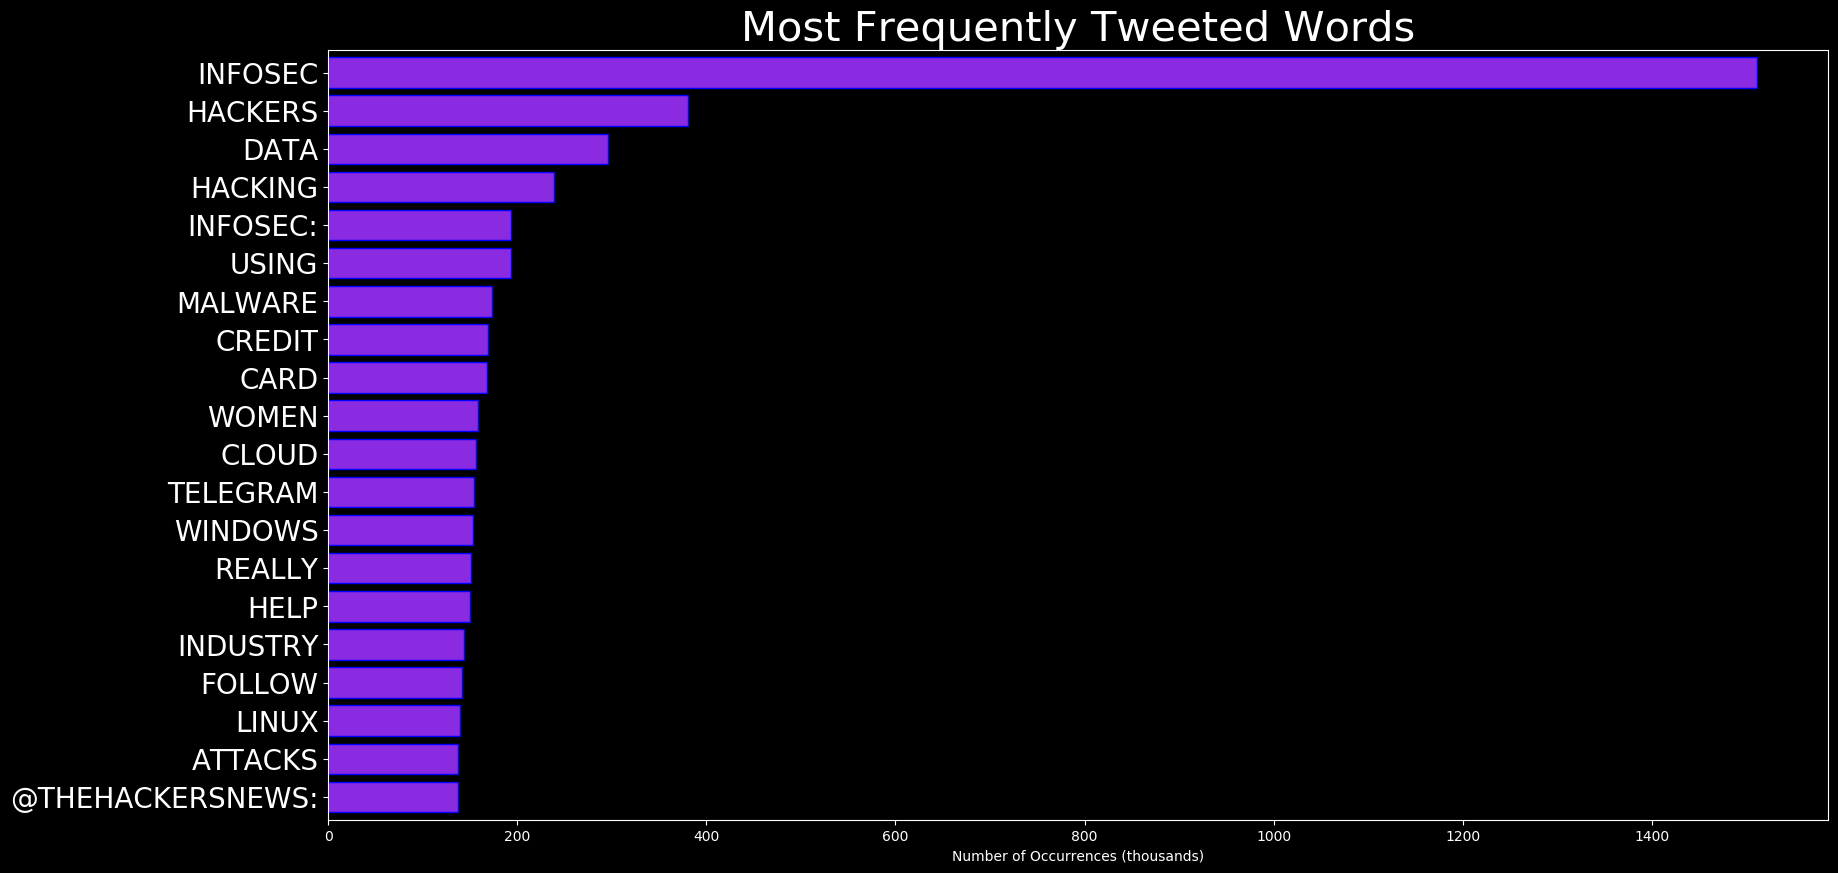 Most Frequently Tweeted Words
INFOSEC
HACKERS
DATA
HACKING
INFOSEC:
USING
MALWARE
CREDIT
CARD
WOMEN
CLOUD
TELEGRAM
WINDOWS
REALLY
HELP
INDUSTRY
FOLLOW
LINUX
ATTACKS
@THEHACKERSNEWS:
0 200 400 600 800 1000 1200 1400
Number of Occurrences (thousands)